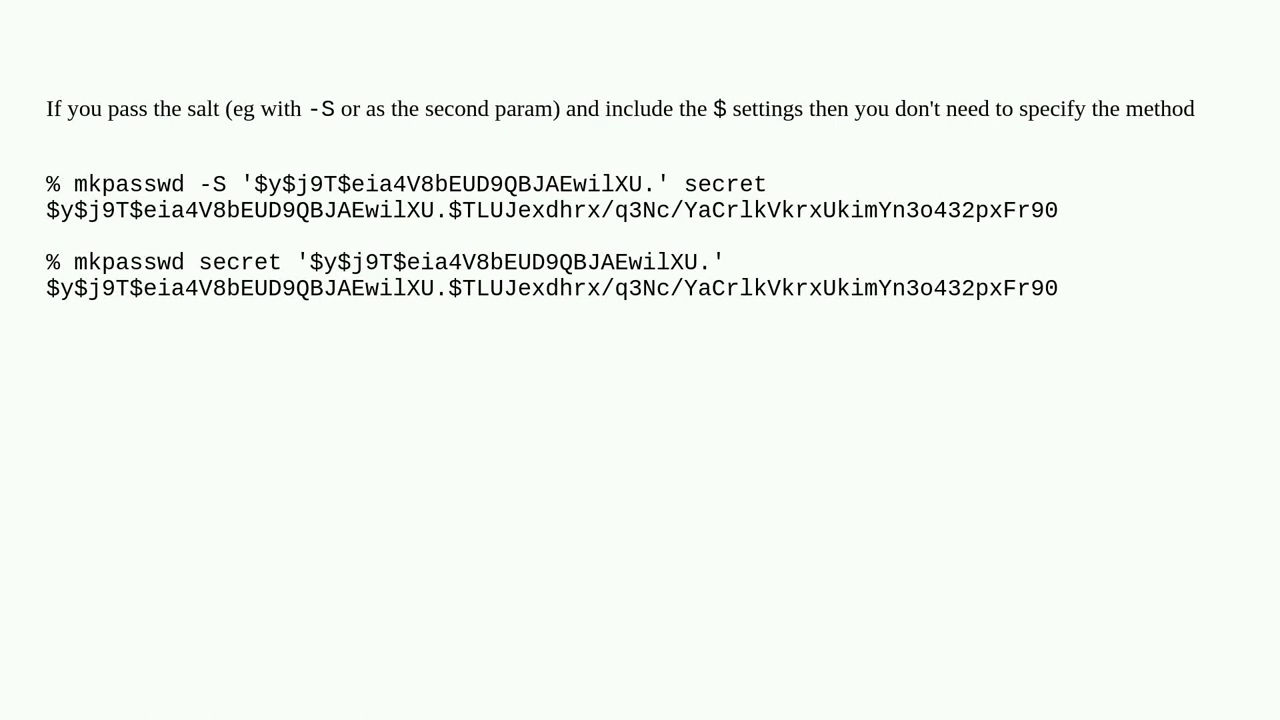 If you pass the salt (eg with -S or as the second param) and include the $ settings then you don't need to specify the method
% mkpasswd -S '$y$j9T$eia4V8bEUD9QBJAEwilXU.' secret
$y$j9T$eia4V8bEUD9QBJAEwilXU.$TLUJexdhrx/q3Nc/YaCrlkVkrxUkimYn3o432pxFr90
% mkpasswd secret '$y$j9T$eia4V8bEUD9QBJAEwilXU.'
$y$j9T$eia4V8bEUD9QBJAEwilXU.$TLUJexdhrx/q3Nc/YaCrlkVkrxUkimYn3o432pxFr90